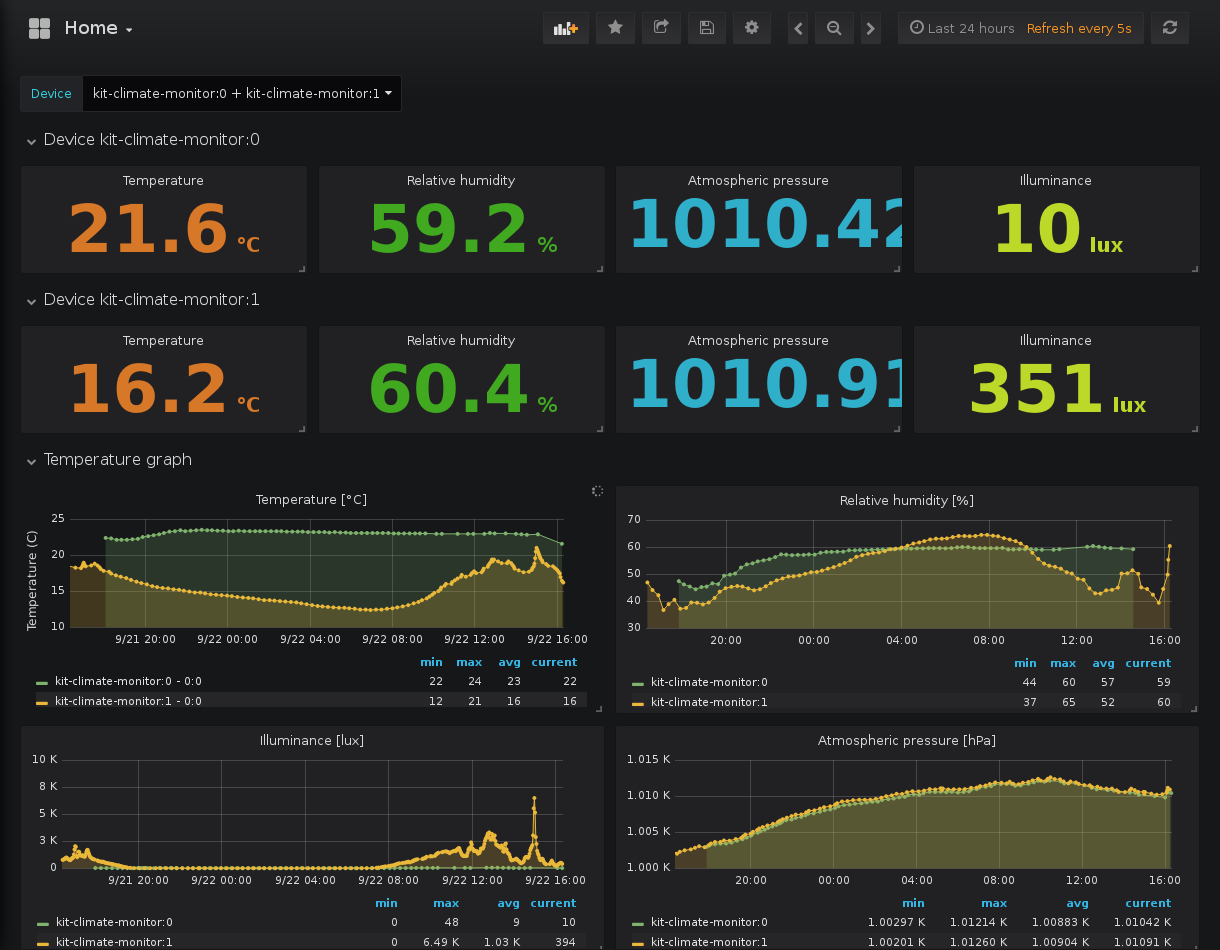 Home
Last 24 hours Refresh every 5s
Device kit-climate-monitor:0 + kit-climate-monitor:1
Device kit-climate-monitor:0
Temperature Relative humidity Atmospheric pressure Illuminance
21.6 °C 59.2 % 1010.42 10 lux
Device kit-climate-monitor:1
Temperature Relative humidity Atmospheric pressure Illuminance
16.2 °C 60.4 % 1010.91 351 lux
Temperature graph
Temperature [°C]
Temperature (C)
25
20
15
10
9/21 20:00 9/22 00:00 9/22 04:00 9/22 08:00 9/22 12:00 9/22 16:00
min max avg current
kit-climate-monitor:0 - 0:0 22 24 23 22
kit-climate-monitor:1 - 0:0 12 21 16 16
Relative humidity [%]
70
60
50
40
30
20:00 00:00 04:00 08:00 12:00 16:00
min max avg current
kit-climate-monitor:0 44 60 57 59
kit-climate-monitor:1 37 65 52 60
Illuminance [lux]
10 K
8 K
5 K
3 K
0
9/21 20:00 9/22 00:00 9/22 04:00 9/22 08:00 9/22 12:00 9/22 16:00
min max avg current
kit-climate-monitor:0 0 48 9 10
kit-climate-monitor:1 0 6.49 K 1.03 K 394
Atmospheric pressure [hPa]
1.015 K
1.010 K
1.005 K
1.000 K
20:00 00:00 04:00 08:00 12:00 16:00
min max avg current
kit-climate-monitor:0 1.00297 K 1.01214 K 1.00883 K 1.01042 K
kit-climate-monitor:1 1.00201 K 1.01260 K 1.00904 K 1.01091 K